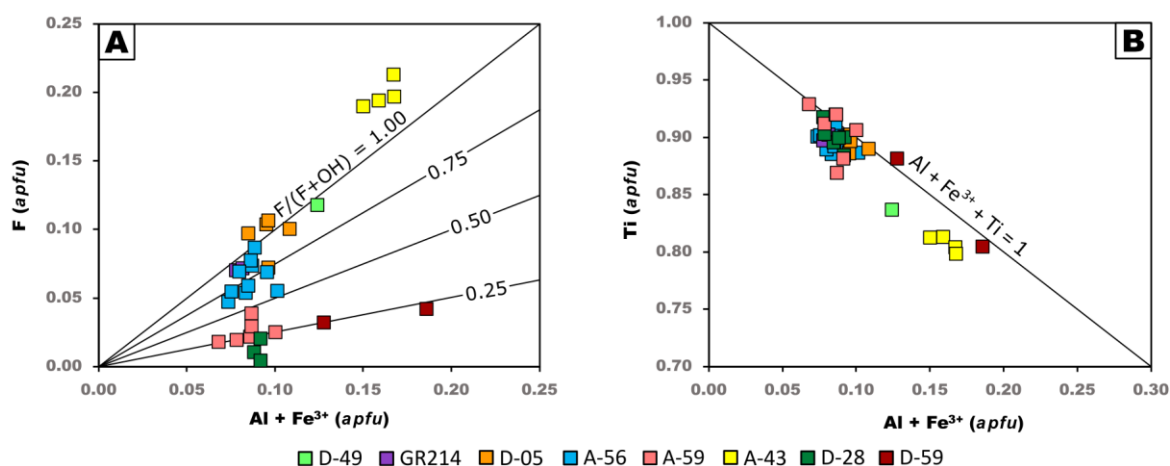 A
0.25
0.20
0.15
0.10
0.05
0.00
F (apfu)
F/(F+OH) = 1.00
0.75
0.50
0.25
0.00 0.05 0.10 0.15 0.20 0.25
Al + Fe³⁺ (apfu)
B
1.00
0.95
0.90
0.85
0.80
0.75
0.70
Ti (apfu)
Al + Fe³⁺ + Ti = 1
0.00 0.05 0.10 0.15 0.20 0.25 0.30
Al + Fe³⁺ (apfu)
D-49 GR214 D-05 A-56 A-59 A-43 D-28 D-59